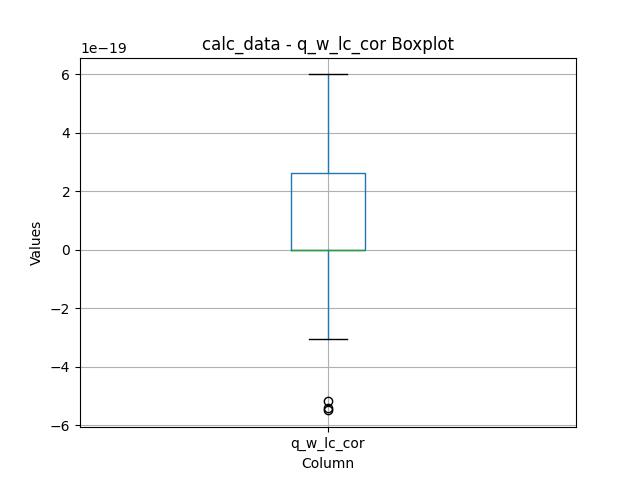 calc_data - q_w_lc_cor Boxplot
1e−19
6
4
2
0
−2
−4
−6
Values
q_w_lc_cor
Column